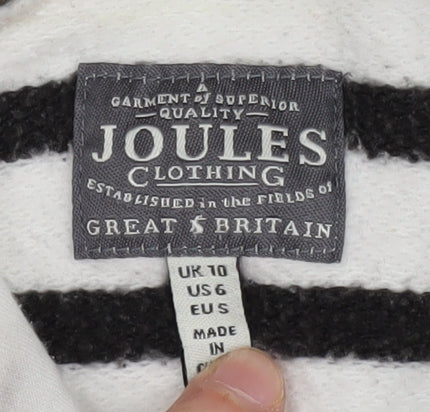 A
GARMENT of SUPERIOR
QUALITY
JOULES
CLOTHING
ESTABLISHED in the FIELDS of
GREAT BRITAIN
UK 10
US 6
EU S
MADE
IN